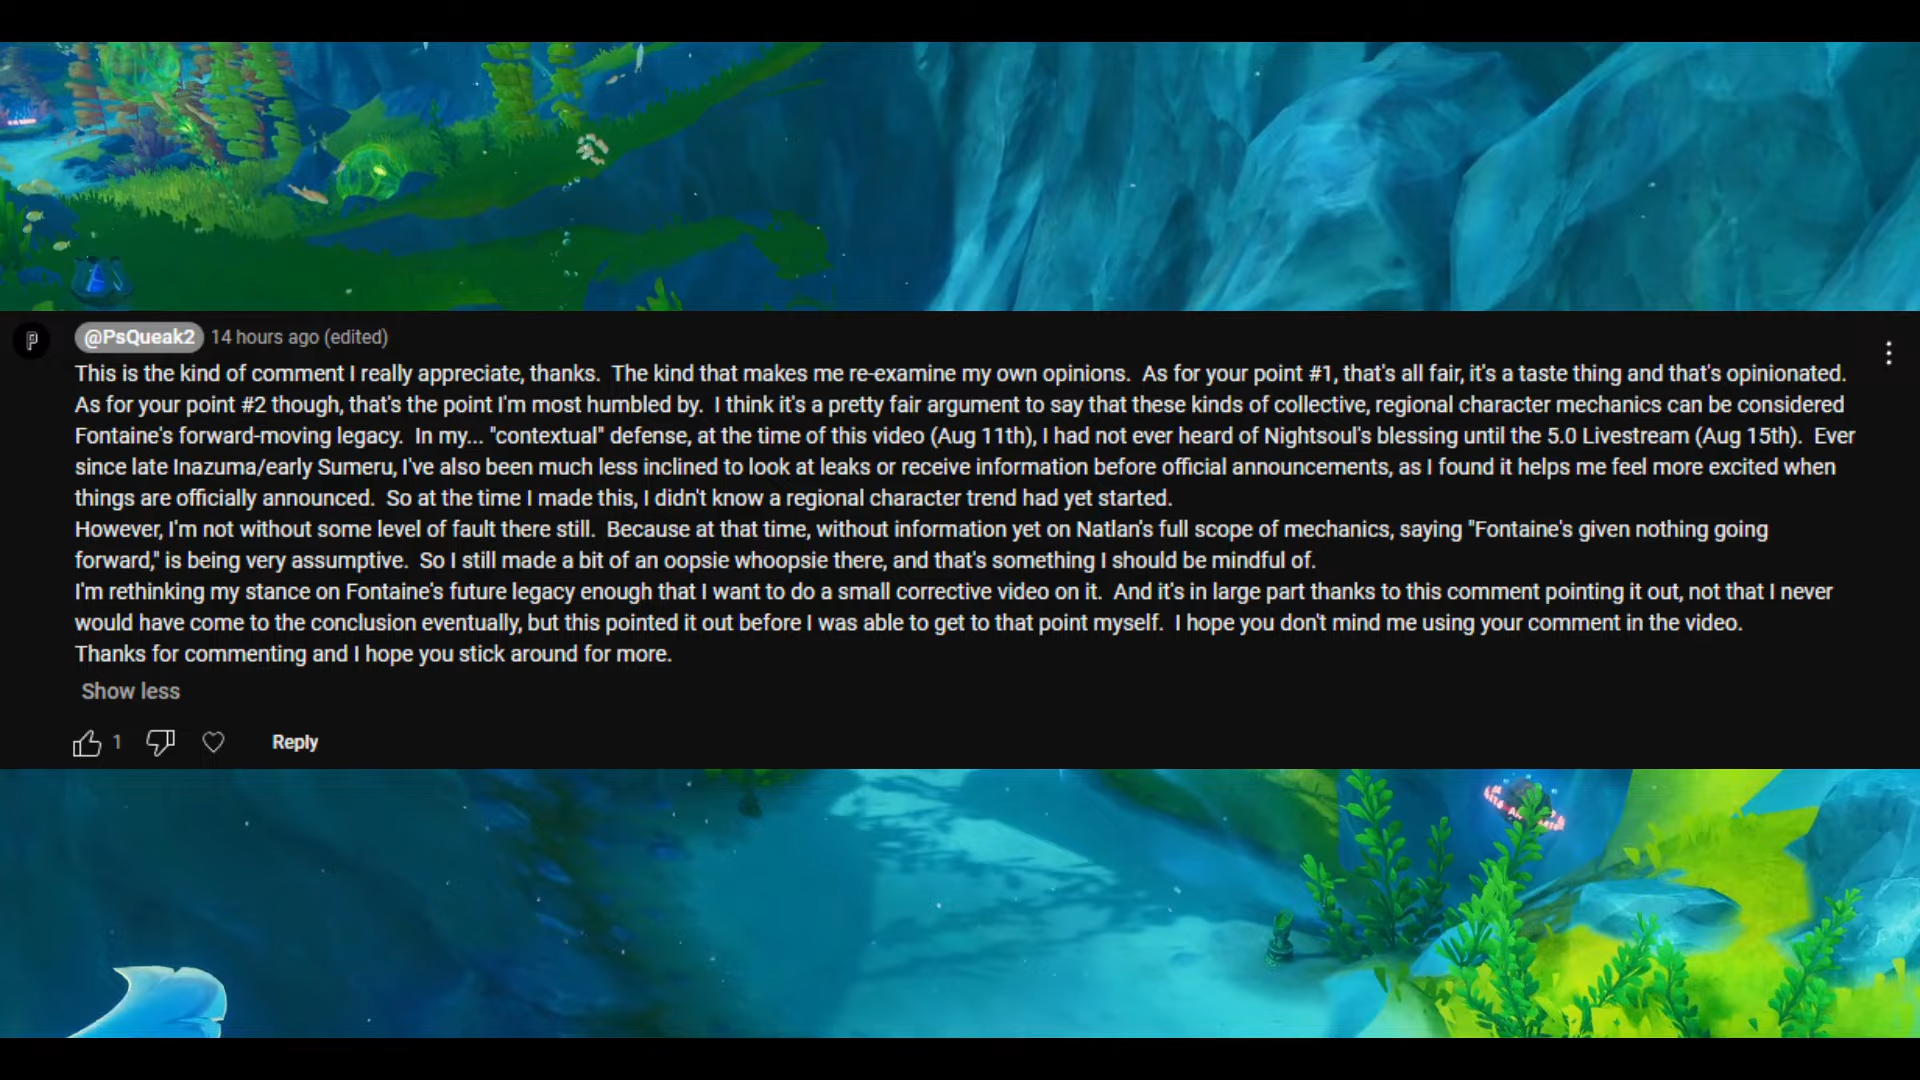 @PsQueak2 14 hours ago (edited)
This is the kind of comment I really appreciate, thanks.  The kind that makes me re-examine my own opinions.  As for your point #1, that's all fair, it's a taste thing and that's opinionated.
As for your point #2 though, that's the point I'm most humbled by.  I think it's a pretty fair argument to say that these kinds of collective, regional character mechanics can be considered
Fontaine's forward-moving legacy.  In my... "contextual" defense, at the time of this video (Aug 11th), I had not ever heard of Nightsoul's blessing until the 5.0 Livestream (Aug 15th).  Ever
since late Inazuma/early Sumeru, I've also been much less inclined to look at leaks or receive information before official announcements, as I found it helps me feel more excited when
things are officially announced.  So at the time I made this, I didn't know a regional character trend had yet started.
However, I'm not without some level of fault there still.  Because at that time, without information yet on Natlan's full scope of mechanics, saying "Fontaine's given nothing going
forward," is being very assumptive.  So I still made a bit of an oopsie whoopsie there, and that's something I should be mindful of.
I'm rethinking my stance on Fontaine's future legacy enough that I want to do a small corrective video on it.  And it's in large part thanks to this comment pointing it out, not that I never
would have come to the conclusion eventually, but this pointed it out before I was able to get to that point myself.  I hope you don't mind me using your comment in the video.
Thanks for commenting and I hope you stick around for more.
Show less
1 Reply